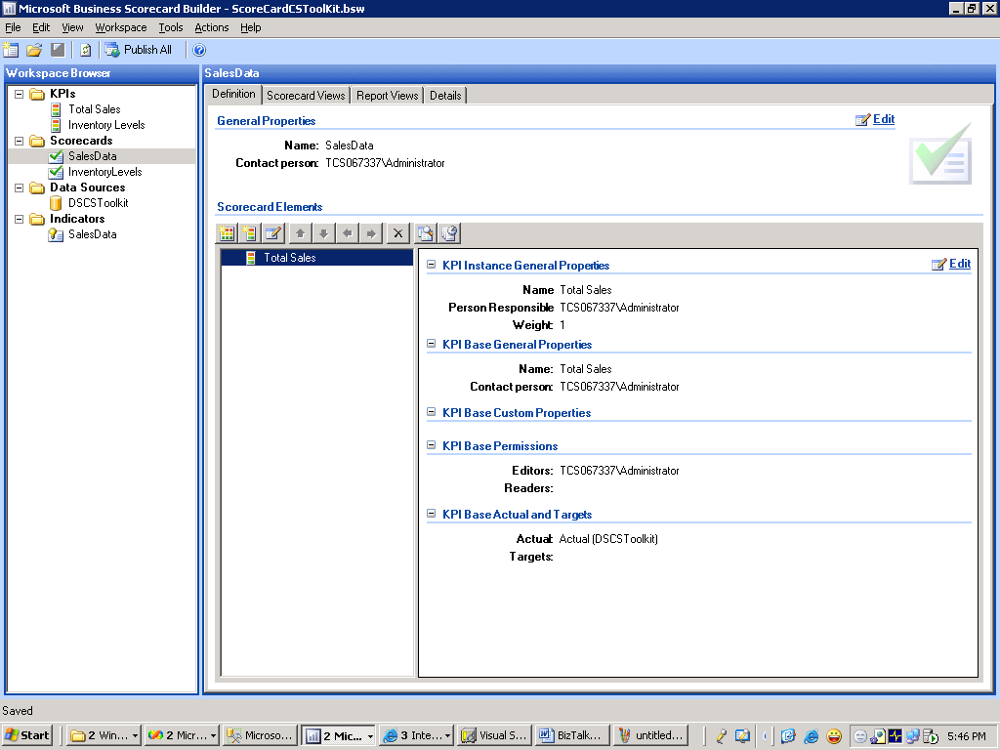 Microsoft Business Scorecard Builder - ScoreCardCSToolKit.bsw
File Edit View Workspace Tools Actions Help
Publish All
Workspace Browser
SalesData
KPIs
Total Sales
Inventory Levels
Scorecards
SalesData
InventoryLevels
Data Sources
DSCSToolkit
Indicators
SalesData
Definition Scorecard Views Report Views Details
General Properties
Edit
Name: SalesData
Contact person: TCS067337\Administrator
Scorecard Elements
Total Sales
KPI Instance General Properties
Edit
Name Total Sales
Person Responsible TCS067337\Administrator
Weight: 1
KPI Base General Properties
Name: Total Sales
Contact person: TCS067337\Administrator
KPI Base Custom Properties
KPI Base Permissions
Editors: TCS067337\Administrator
Readers:
KPI Base Actual and Targets
Actual: Actual (DSCSToolkit)
Targets:
Saved
Start 2 Win... 2 Micr... Microso... 2 Mic... 3 Inte... Visual S... BizTalk... untitled... 5:46 PM